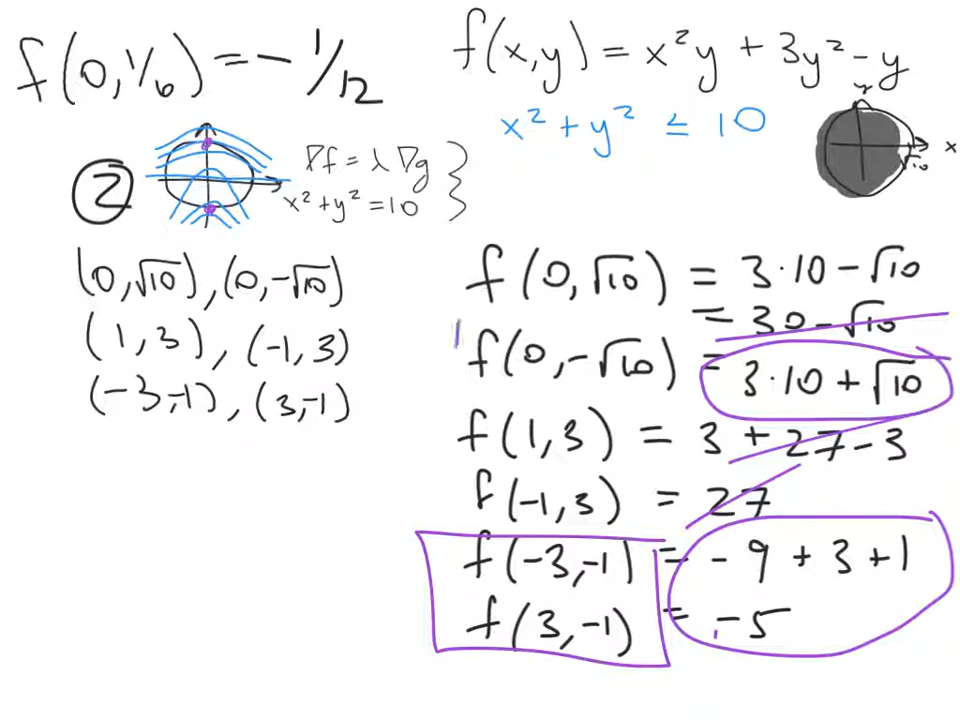 f(0, 1/6) = - 1/12
f(x,y) = x²y + 3y² - y
x² + y² ≤ 10
y
x
√10
②
∇f = λ ∇g }
x² + y² = 10
(0, √10), (0, -√10)
(1, 3), (-1, 3)
(-3, -1), (3, -1)
f(0, √10) = 3·10 - √10
= 30 - √10
f(0, -√10) = 3·10 + √10
f(1, 3) = 3 + 27 - 3
f(-1, 3) = 27
f(-3, -1) = - 9 + 3 + 1
f(3, -1) = -5